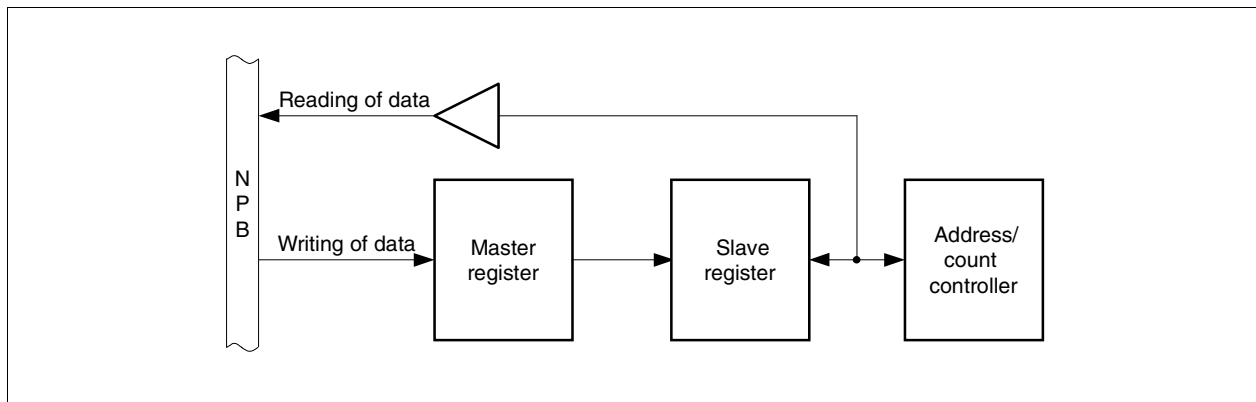 Reading of data
N
P
B
Writing of data
Master
register
Slave
register
Address/
count
controller